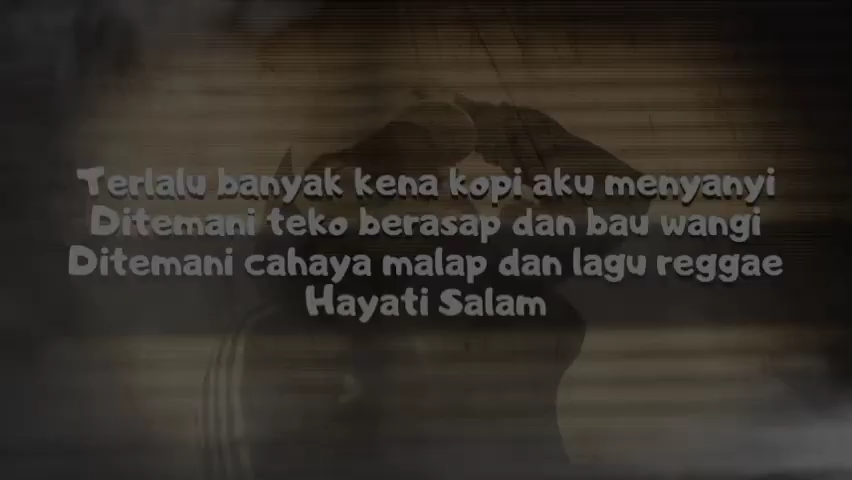 Terlalu banyak kena kopi aku menyanyi
Ditemani teko berasap dan bau wangi
Ditemani cahaya malap dan lagu reggae
Hayati Salam